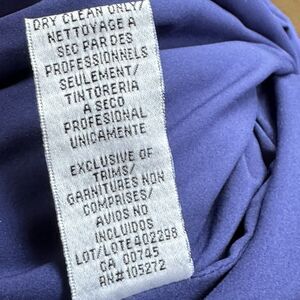 DRY CLEAN ONLY/
NETTOYAGE A
SEC PAR DES
PROFESSIONNELS
SEULEMENT/
TINTORERIA
A SECO
PROFESIONAL
UNICAMENTE
EXCLUSIVE OF
TRIMS/
GARNITURES NON
COMPRISES/
AVIOS NO
INCLUIDOS
LOT/LOTE402298
CA 00745
RN#105272